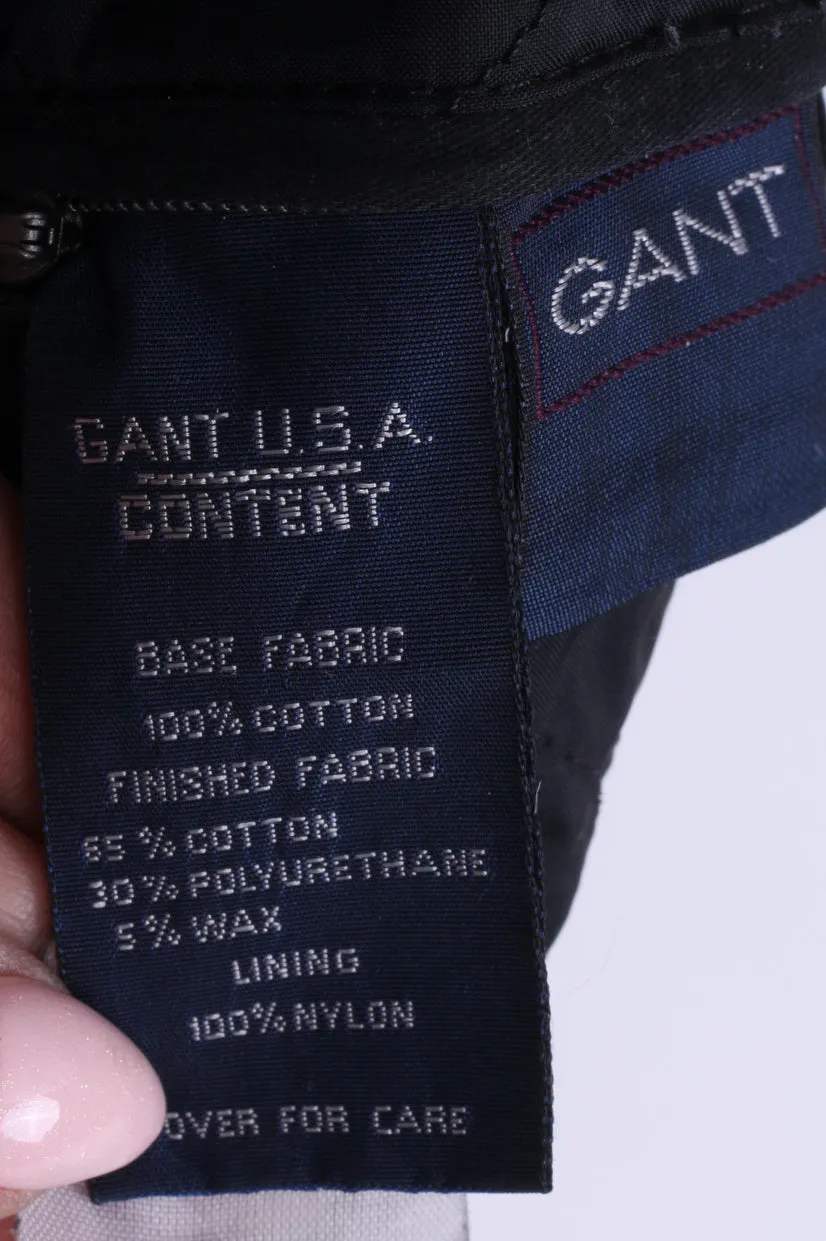 GANT
GANT U.S.A.
CONTENT
BASE FABRIC
100% COTTON
FINISHED FABRIC
65 % COTTON
30% POLYURETHANE
5% WAX
LINING
100% NYLON
OVER FOR CARE